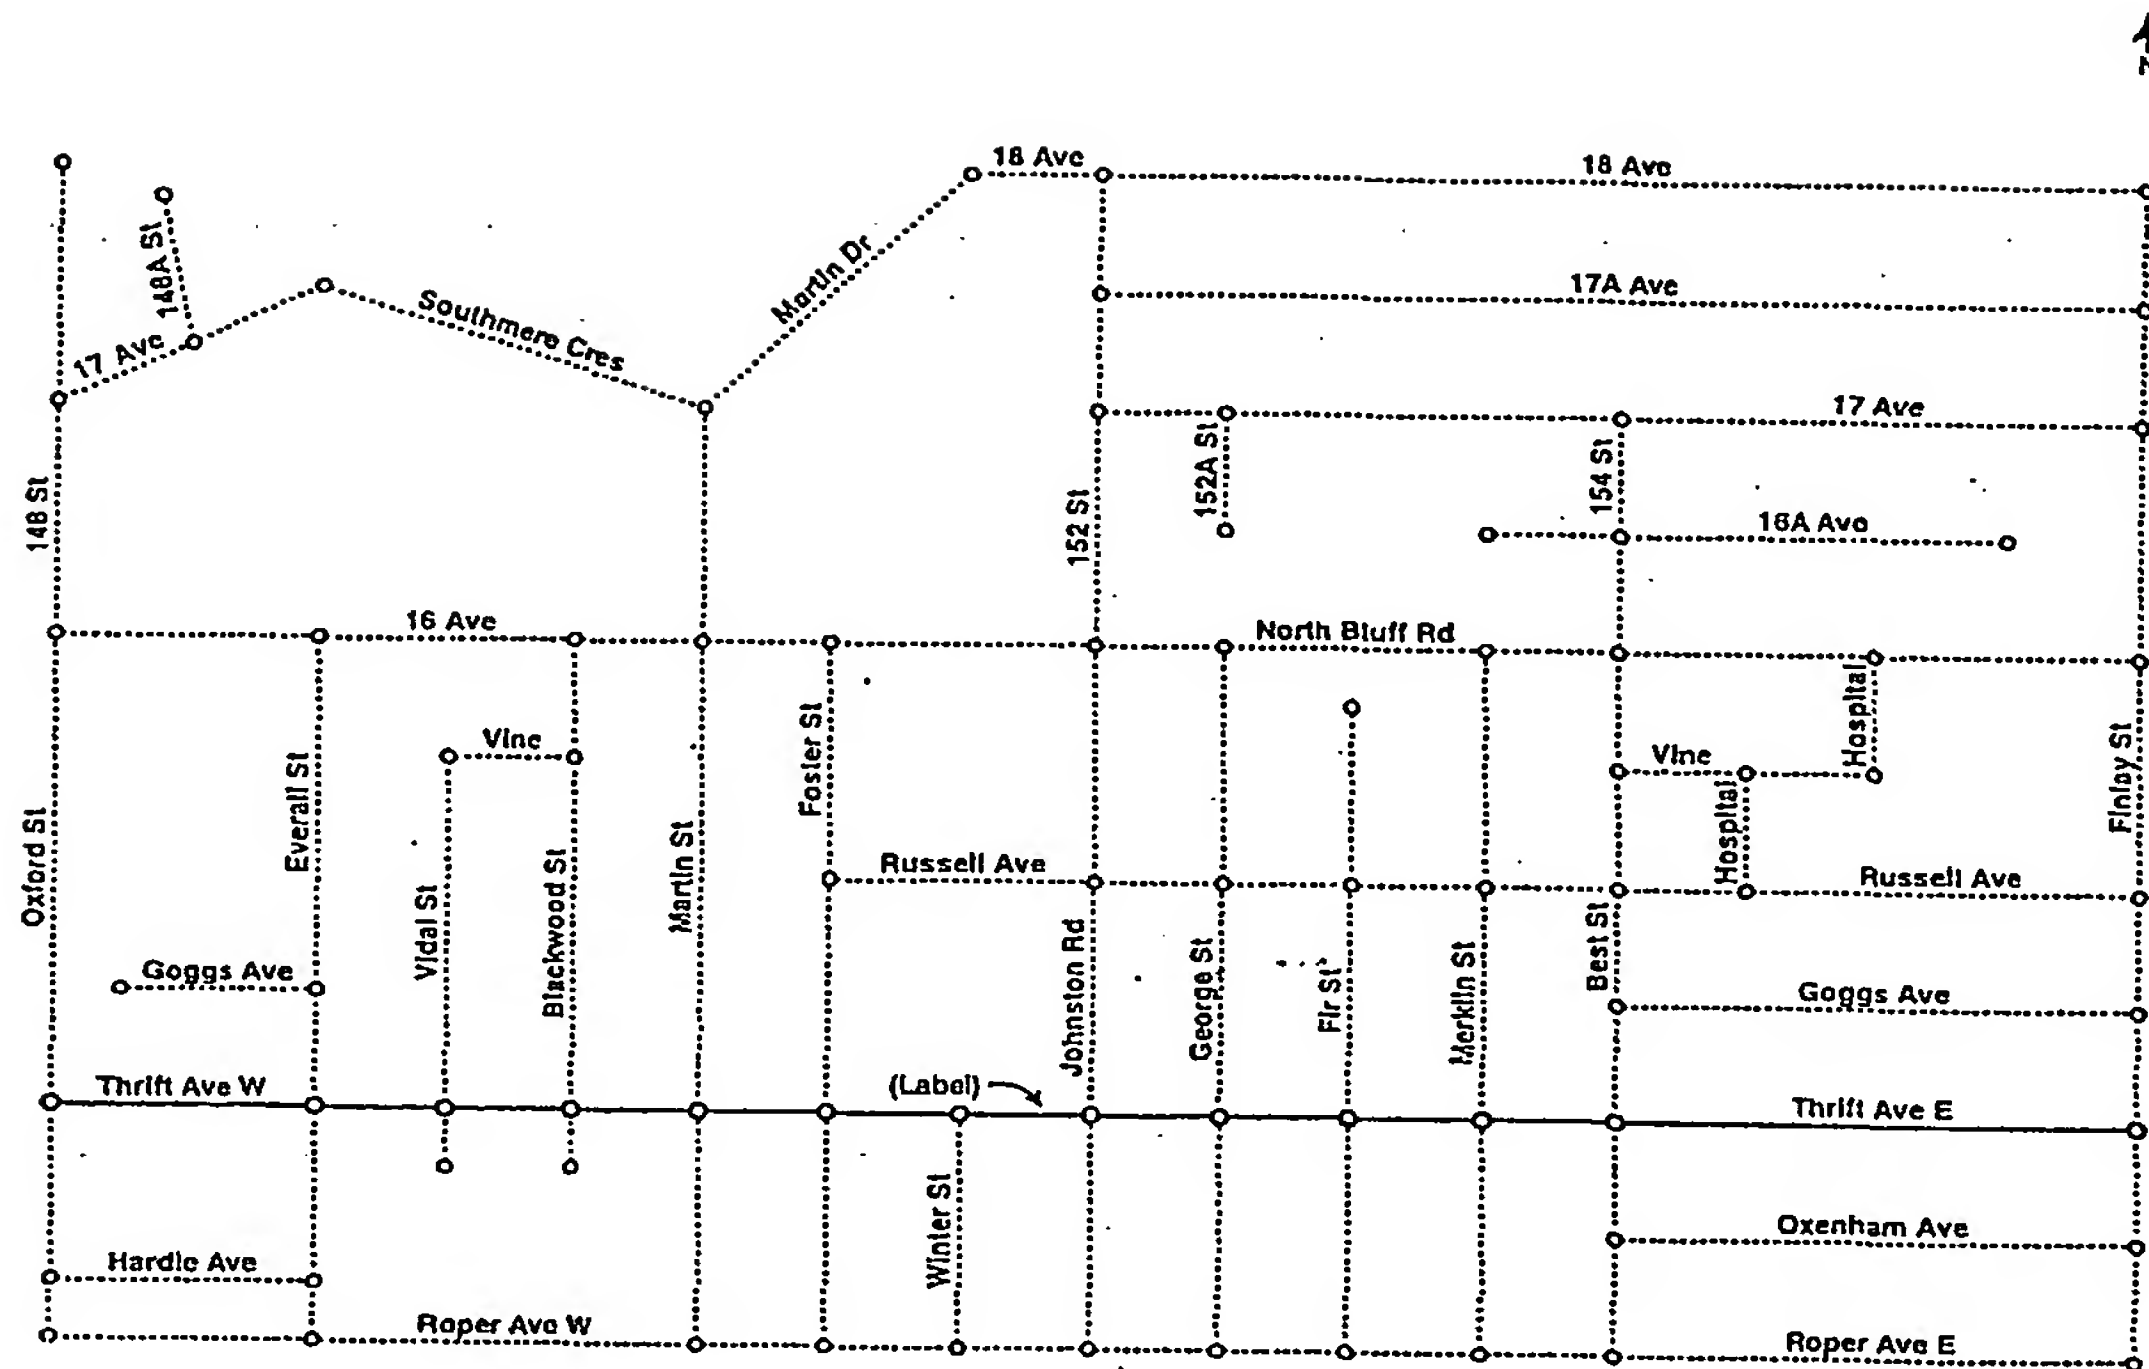 N
18 Ave
18 Ave
148A St
Martin Dr
17A Ave
Southmere Cres
17 Ave
17 Ave
152A St
154 St
148 St
152 St
16A Ave
16 Ave
North Bluff Rd
Hospital
Foster St
Vine
Vine
Everall St
Finlay St
Hospital
Oxford St
Martin St
Russell Ave
Russell Ave
Blackwood St
Vidal St
Best St
Goggs Ave
Johnston Rd
George St
Fir St
Merklin St
Goggs Ave
Thrift Ave W
(Label)
Thrift Ave E
Winter St
Oxenham Ave
Hardie Ave
Roper Ave W
Roper Ave E